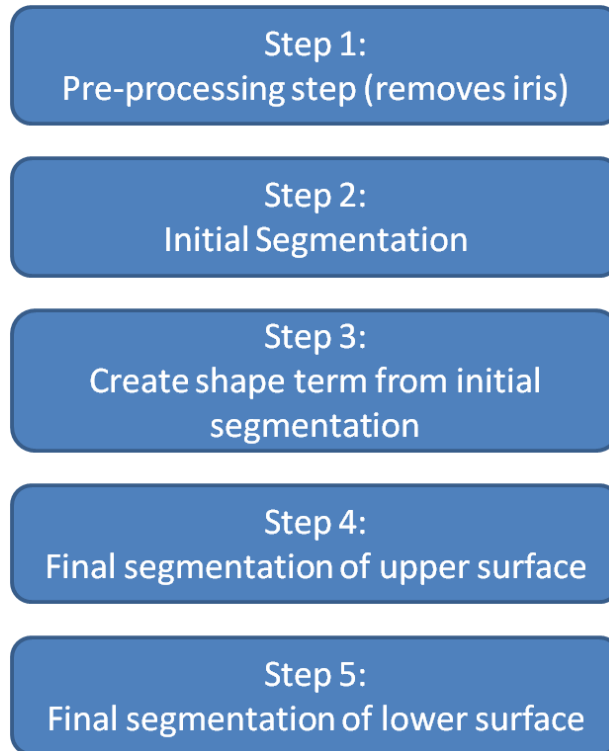 Step 1:
Pre-processing step (removes iris)
Step 2:
Initial Segmentation
Step 3:
Create shape term from initial
segmentation
Step 4:
Final segmentation of upper surface
Step 5:
Final segmentation of lower surface